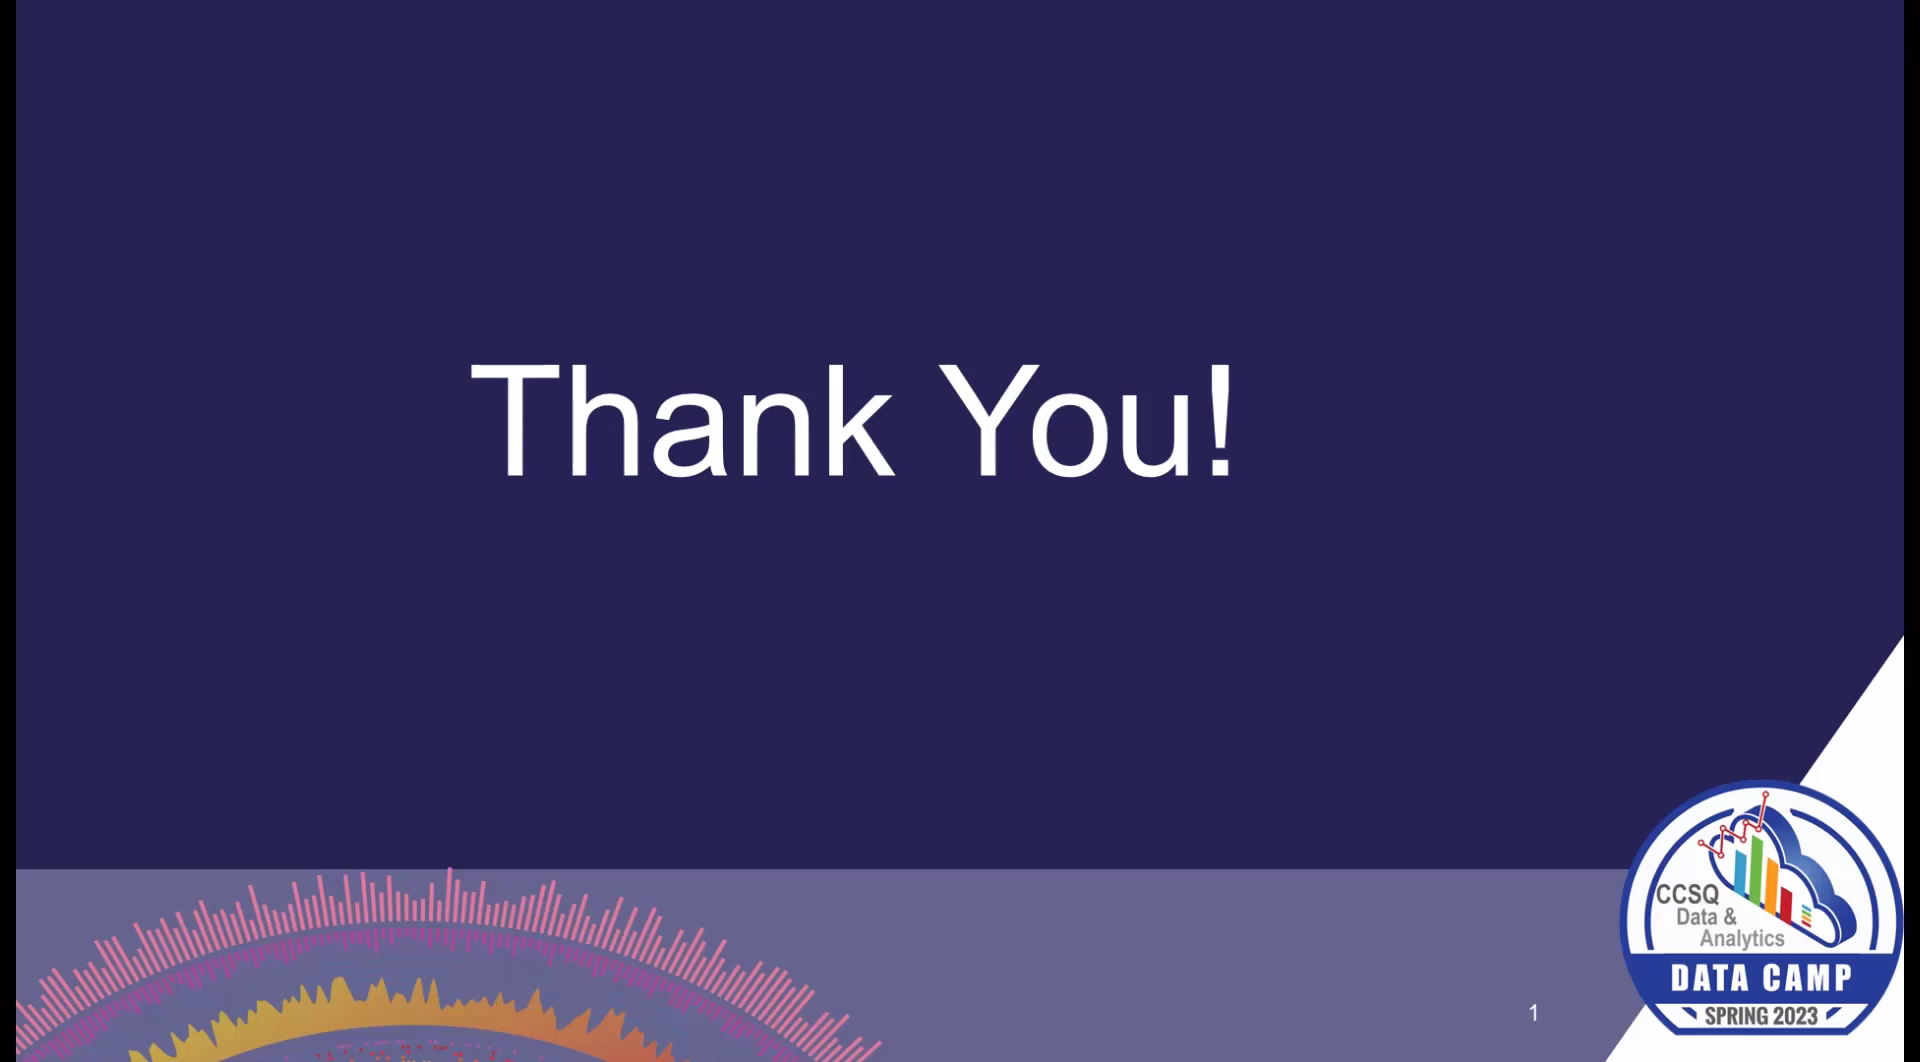 Thank You!
CCSQ
Data &
Analytics
DATA CAMP
SPRING 2023
1